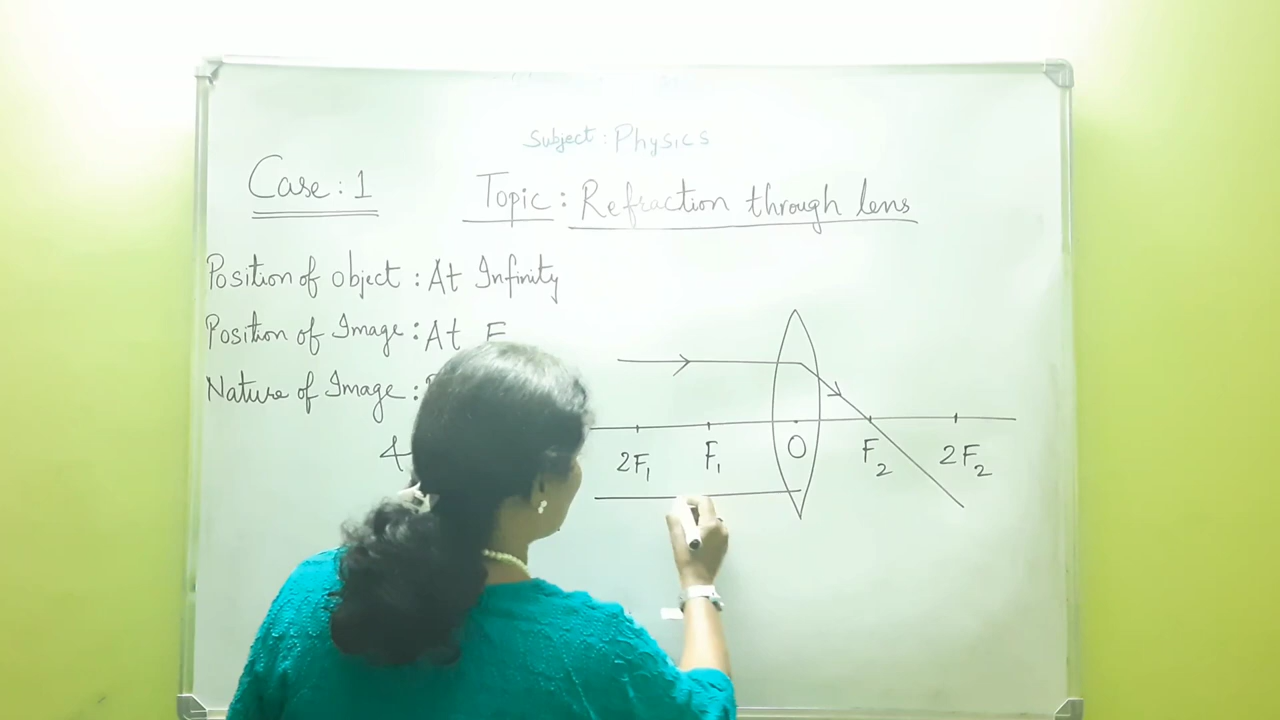 Subject: Physics
Case: 1
Topic: Refraction through lens
Position of object: At Infinity
Position of Image: At F
Nature of Image:
&
2F₁ F₁ O F₂ 2F₂